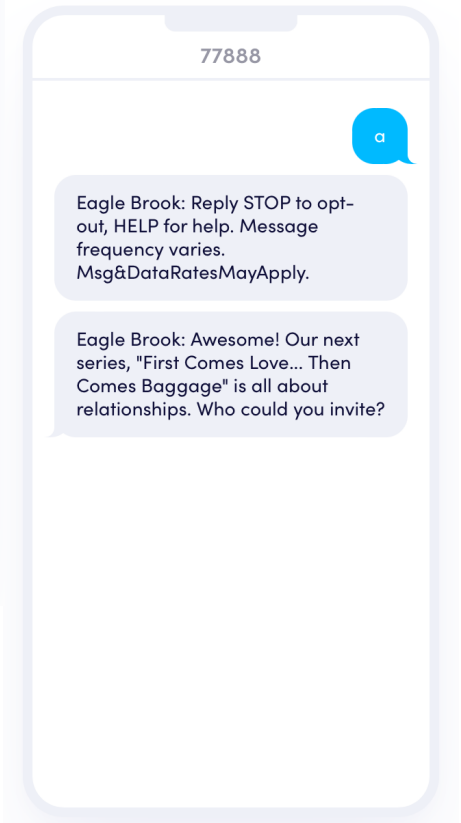 77888
a
Eagle Brook: Reply STOP to opt-
out, HELP for help. Message
frequency varies.
Msg&DataRatesMayApply.
Eagle Brook: Awesome! Our next
series, "First Comes Love... Then
Comes Baggage" is all about
relationships. Who could you invite?